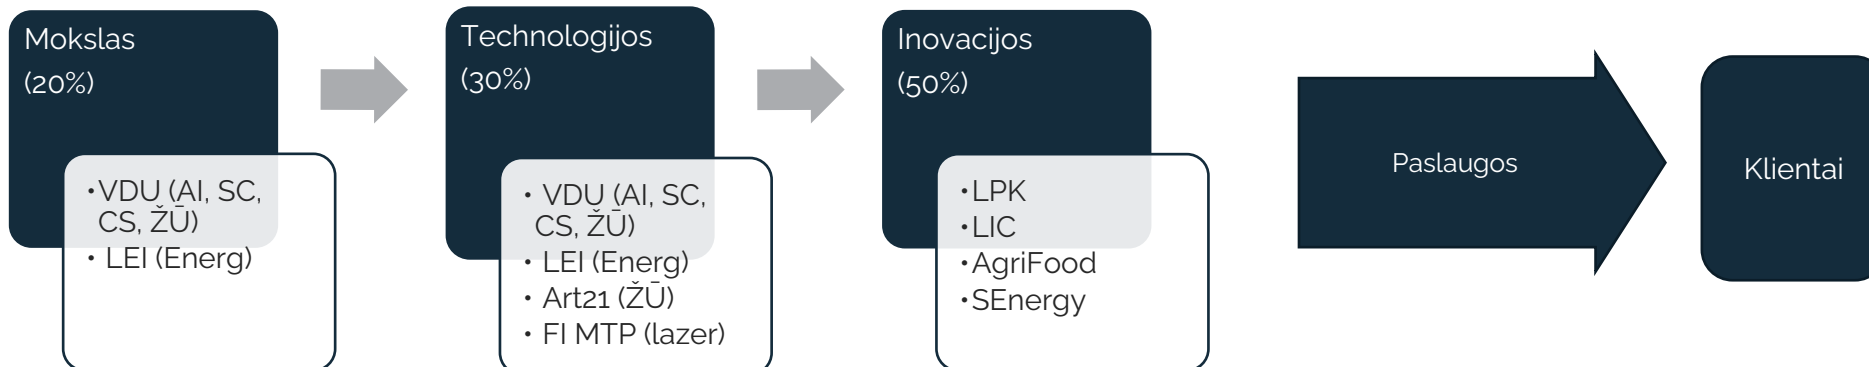 Mokslas
(20%)
•VDU (AI, SC,
CS, ŽŪ)
• LEI (Energ)
Technologijos
(30%)
• VDU (AI, SC,
CS, ŽŪ)
• LEI (Energ)
• Art21 (ŽŪ)
• FI MTP (lazer)
Inovacijos
(50%)
•LPK
•LIC
•AgriFood
•SEnergy
Paslaugos
Klientai